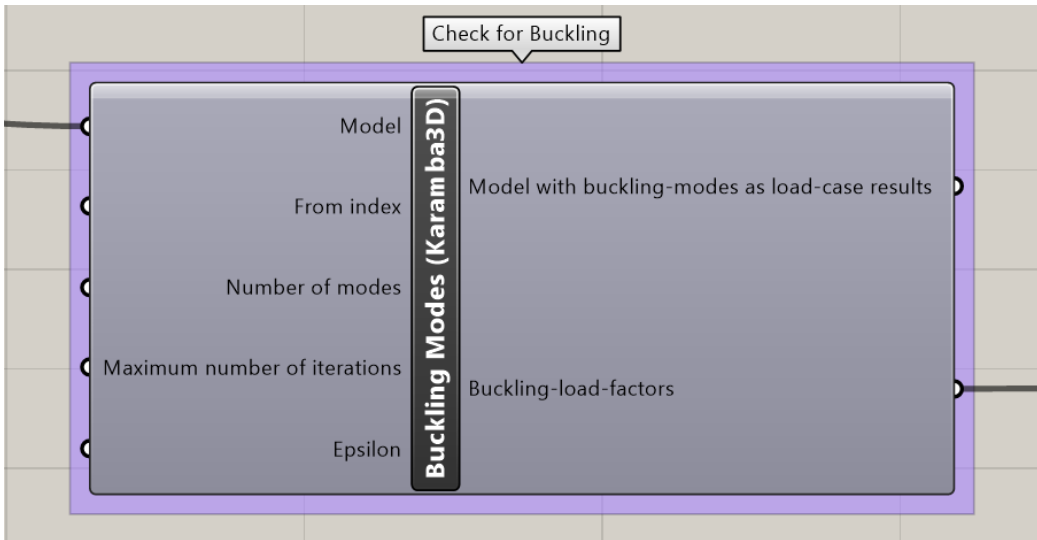 Check for Buckling
Model
From index
Number of modes
Maximum number of iterations
Epsilon
Buckling Modes (Karamba3D)
Model with buckling-modes as load-case results
Buckling-load-factors